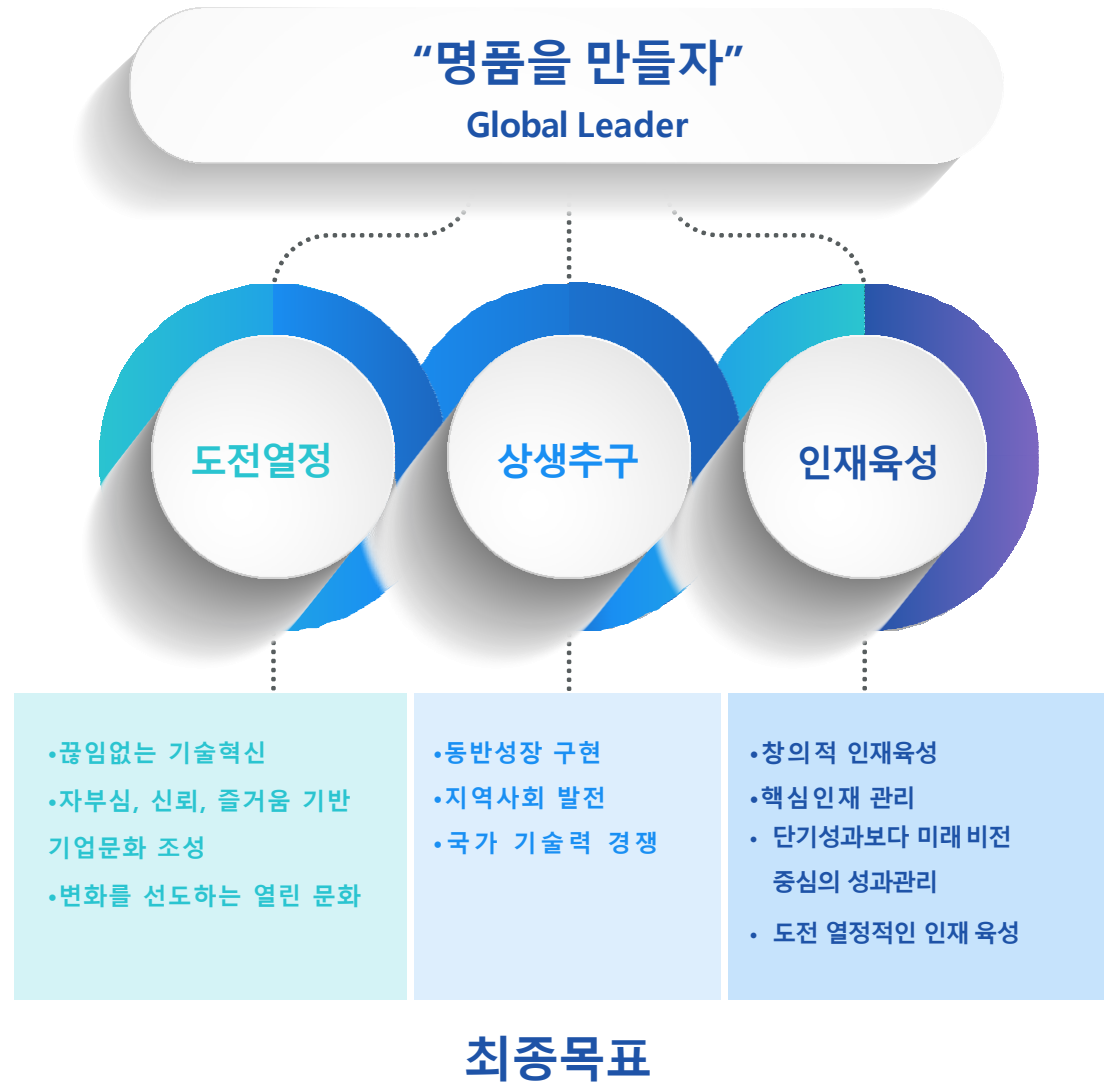 “명품을 만들자”
Global Leader
도전열정
상생추구
인재육성
•끊임없는 기술혁신
•자부심, 신뢰, 즐거움 기반
기업문화 조성
•변화를 선도하는 열린 문화
•동반성장 구현
•지역사회 발전
•국가 기술력 경쟁
•창의적 인재육성
•핵심인재 관리
• 단기성과보다 미래 비전
중심의 성과관리
• 도전 열정적인 인재 육성
최종목표